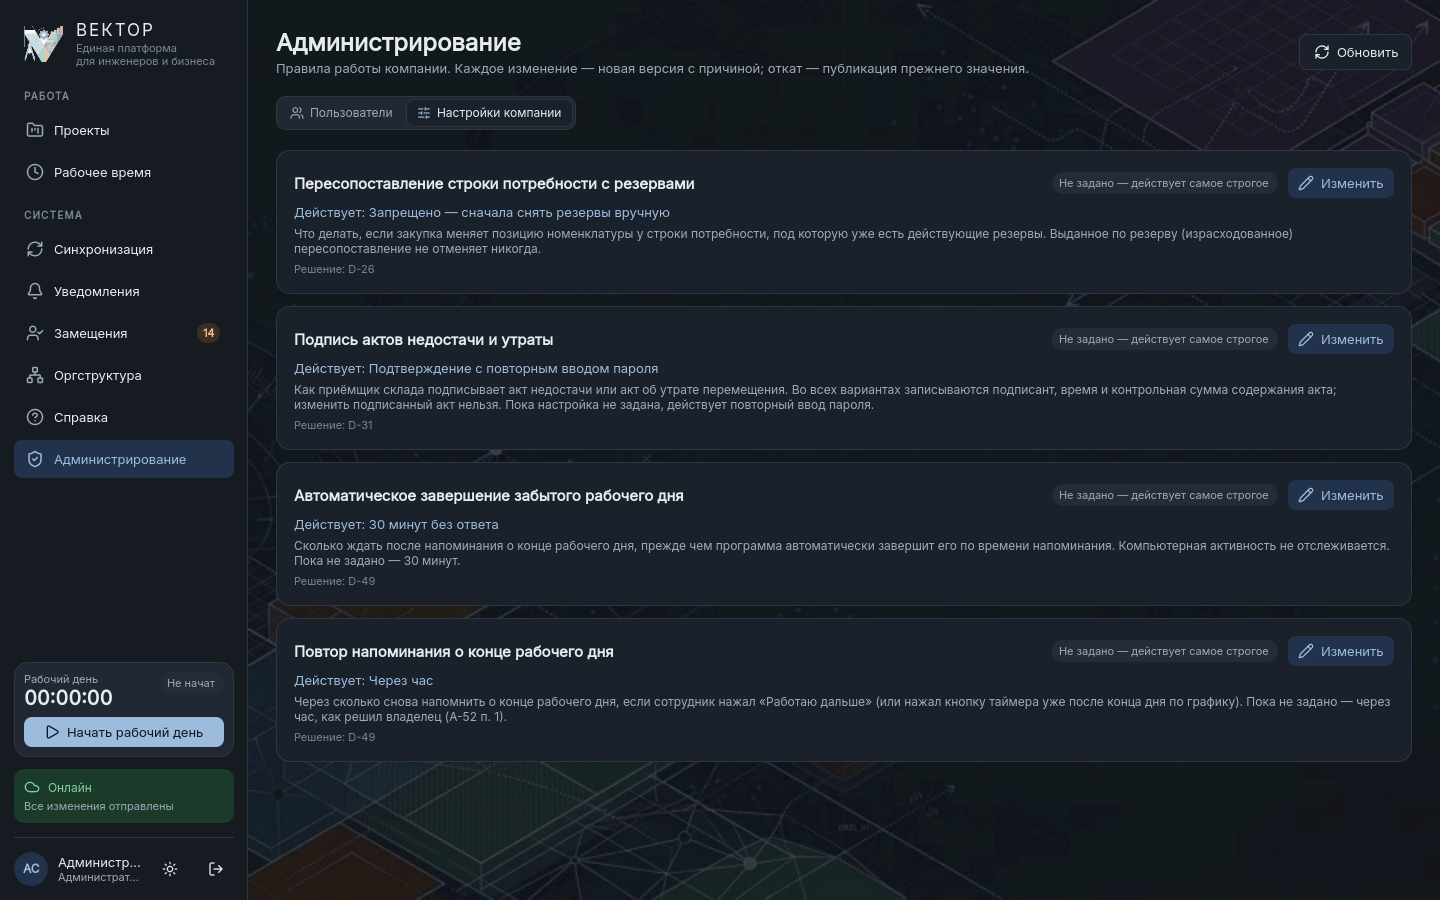 ВЕКТОР
Единая платформа
для инженеров и бизнеса
РАБОТА
Проекты
Рабочее время
СИСТЕМА
Синхронизация
Уведомления
Замещения
14
Оргструктура
Справка
Администрирование
Рабочий день
00:00:00
Не начат
Начать рабочий день
Онлайн
Все изменения отправлены
АС
Администр...
Администрат...
Администрирование
Правила работы компании. Каждое изменение — новая версия с причиной; откат — публикация прежнего значения.
Обновить
Пользователи
Настройки компании
Пересопоставление строки потребности с резервами
Не задано — действует самое строгое
Изменить
Действует: Запрещено — сначала снять резервы вручную
Что делать, если закупка меняет позицию номенклатуры у строки потребности, под которую уже есть действующие резервы. Выданное по резерву (израсходованное)
пересопоставление не отменяет никогда.
Решение: D-26
Подпись актов недостачи и утраты
Не задано — действует самое строгое
Изменить
Действует: Подтверждение с повторным вводом пароля
Как приёмщик склада подписывает акт недостачи или акт об утрате перемещения. Во всех вариантах записываются подписант, время и контрольная сумма содержания акта;
изменить подписанный акт нельзя. Пока настройка не задана, действует повторный ввод пароля.
Решение: D-31
Автоматическое завершение забытого рабочего дня
Не задано — действует самое строгое
Изменить
Действует: 30 минут без ответа
Сколько ждать после напоминания о конце рабочего дня, прежде чем программа автоматически завершит его по времени напоминания. Компьютерная активность не отслеживается.
Пока не задано — 30 минут.
Решение: D-49
Повтор напоминания о конце рабочего дня
Не задано — действует самое строгое
Изменить
Действует: Через час
Через сколько снова напомнить о конце рабочего дня, если сотрудник нажал «Работаю дальше» (или нажал кнопку таймера уже после конца дня по графику). Пока не задано — через
час, как решил владелец (А-52 п. 1).
Решение: D-49